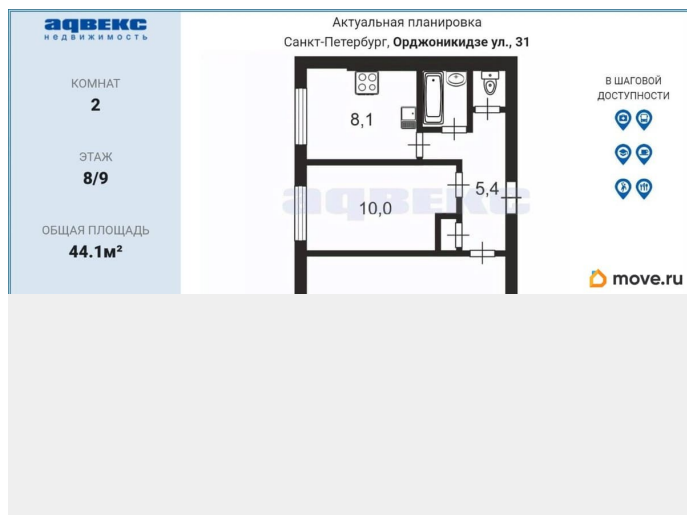 адвекс
НЕДВИЖИМОСТЬ
КОМНАТ
2
ЭТАЖ
8/9
ОБЩАЯ ПЛОЩАДЬ
44.1м²
Актуальная планировка
Санкт-Петербург, Орджоникидзе ул., 31
8,1
10,0
5,4
адвекс
В ШАГОВОЙ
ДОСТУПНОСТИ
move.ru